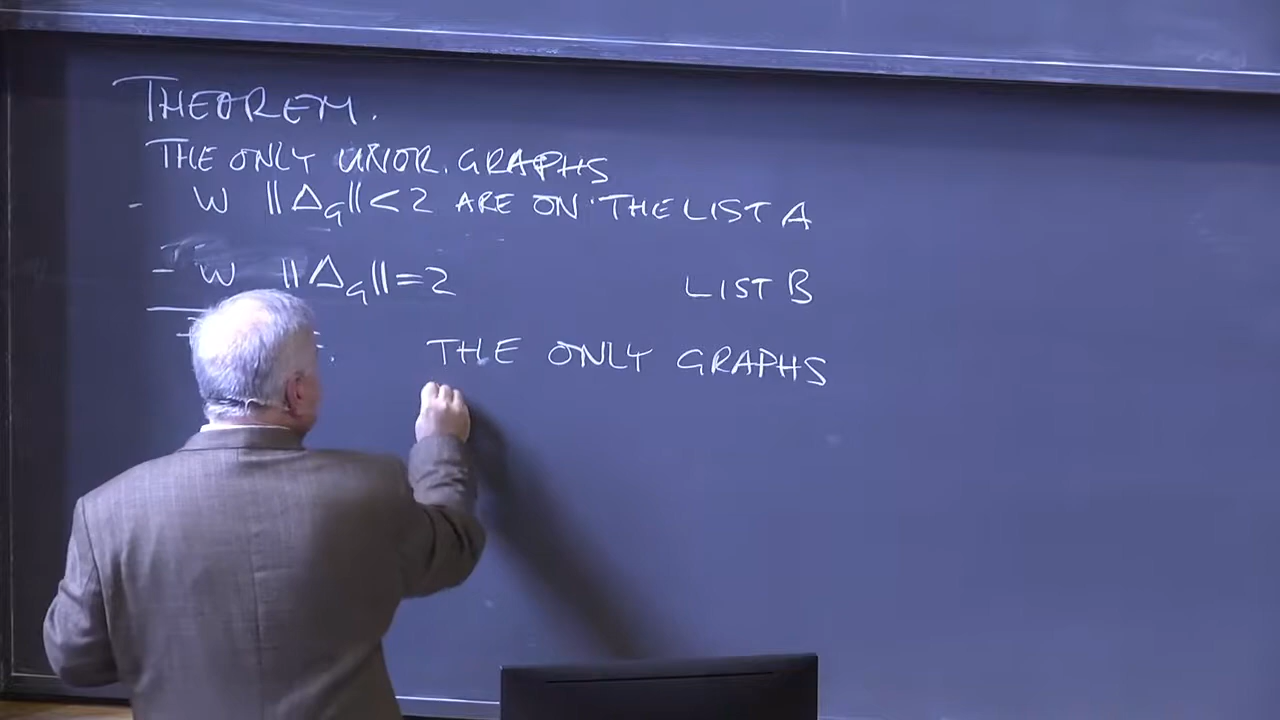 THEOREM.
THE ONLY UNOR. GRAPHS
- W ||Δ_G|| < 2 ARE ON THE LIST A
- W ||Δ_G|| = 2 LIST B
THE ONLY GRAPHS